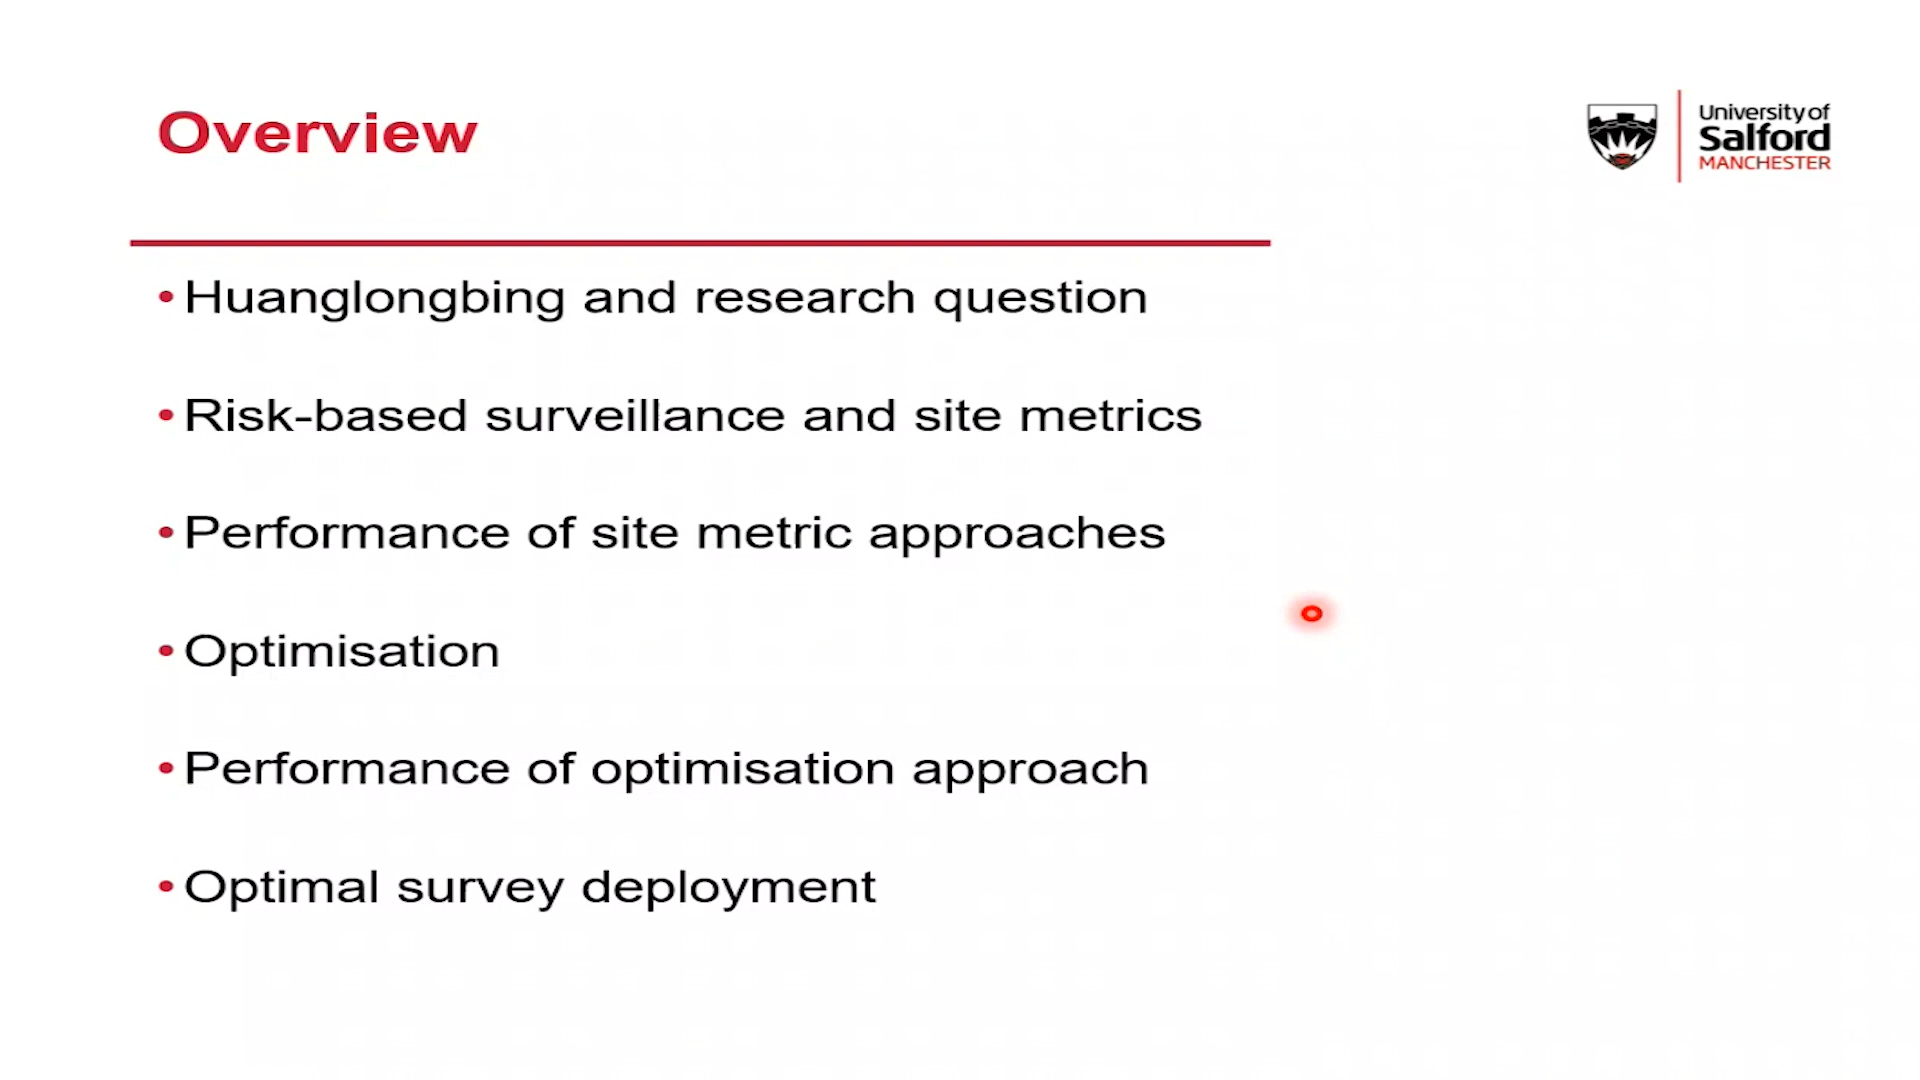 Overview
University of
Salford
MANCHESTER
• Huanglongbing and research question
• Risk-based surveillance and site metrics
• Performance of site metric approaches
• Optimisation
• Performance of optimisation approach
• Optimal survey deployment